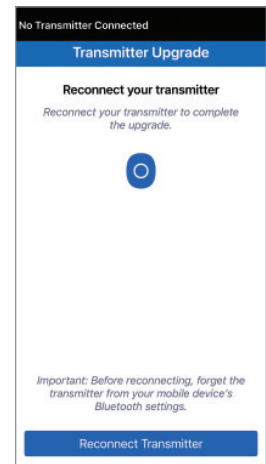 No Transmitter Connected
Transmitter Upgrade
Reconnect your transmitter
Reconnect your transmitter to complete
the upgrade.
Important: Before reconnecting, forget the
transmitter from your mobile device's
Bluetooth settings.
Reconnect Transmitter